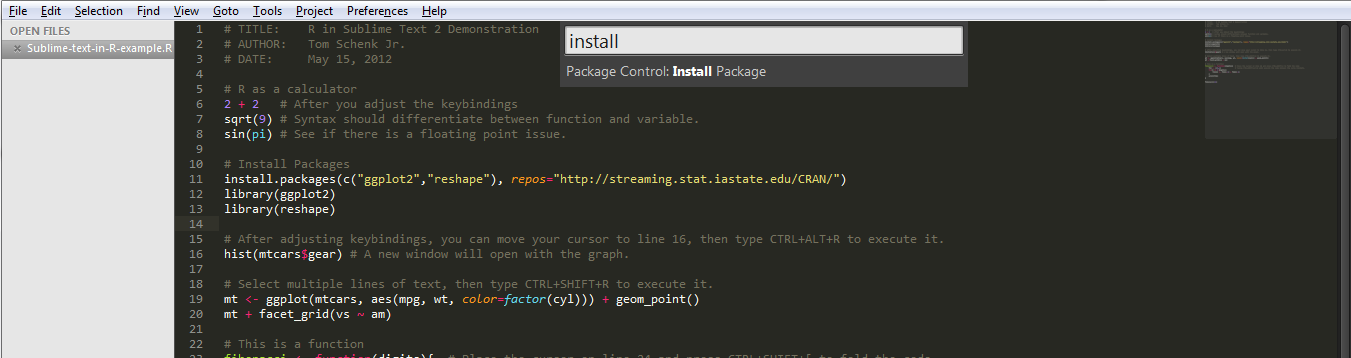 File Edit Selection Find View Goto Tools Project Preferences Help
OPEN FILES
× Sublime-text-in-R-example.R
install
Package Control: Install Package
1 # TITLE: R in Sublime Text 2 Demonstration
2 # AUTHOR: Tom Schenk Jr.
3 # DATE: May 15, 2012
4
5 # R as a calculator
6 2 + 2 # After you adjust the keybindings
7 sqrt(9) # Syntax should differentiate between function and variable.
8 sin(pi) # See if there is a floating point issue.
9
10 # Install Packages
11 install.packages(c("ggplot2","reshape"), repos="http://streaming.stat.iastate.edu/CRAN/")
12 library(ggplot2)
13 library(reshape)
14
15 # After adjusting keybindings, you can move your cursor to line 16, then type CTRL+ALT+R to execute it.
16 hist(mtcars$gear) # A new window will open with the graph.
17
18 # Select multiple lines of text, then type CTRL+SHIFT+R to execute it.
19 mt <- ggplot(mtcars, aes(mpg, wt, color=factor(cyl))) + geom_point()
20 mt + facet_grid(vs ~ am)
21
22 # This is a function